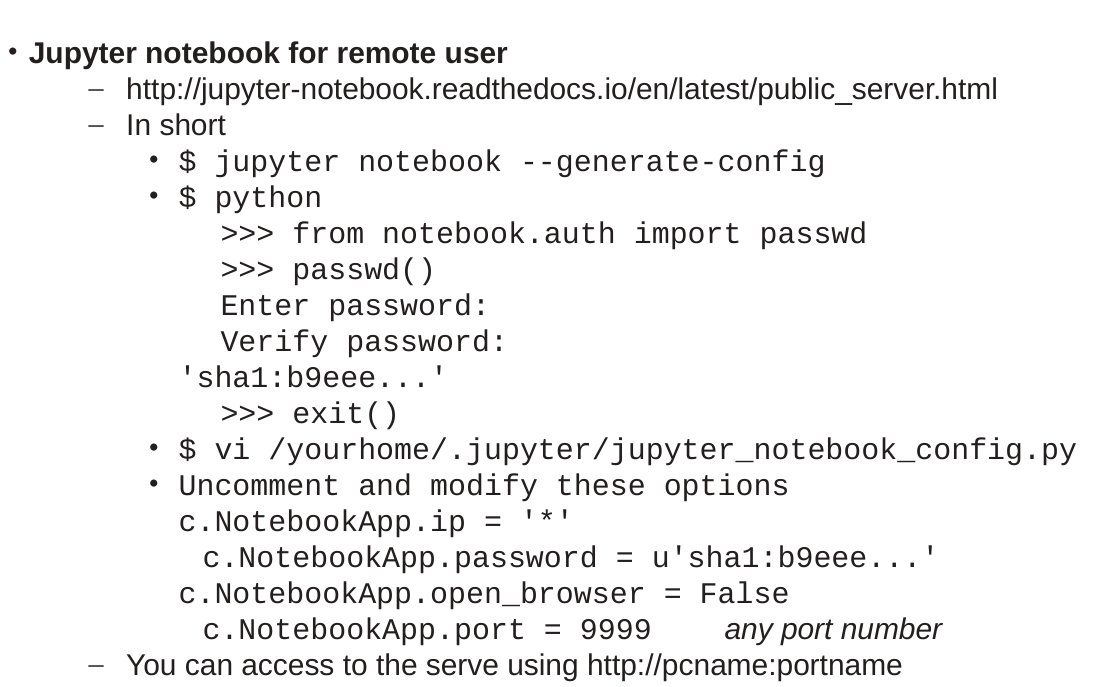 • Jupyter notebook for remote user
– http://jupyter-notebook.readthedocs.io/en/latest/public_server.html
– In short
• $ jupyter notebook --generate-config
• $ python
>>> from notebook.auth import passwd
>>> passwd()
Enter password:
Verify password:
'sha1:b9eee...'
>>> exit()
• $ vi /yourhome/.jupyter/jupyter_notebook_config.py
• Uncomment and modify these options
c.NotebookApp.ip = '*'
c.NotebookApp.password = u'sha1:b9eee...'
c.NotebookApp.open_browser = False
c.NotebookApp.port = 9999 any port number
– You can access to the serve using http://pcname:portname